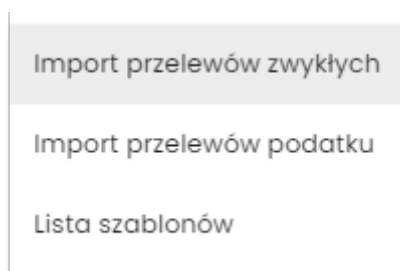 Import przelewów zwykłych
Import przelewów podatku
Lista szablonów